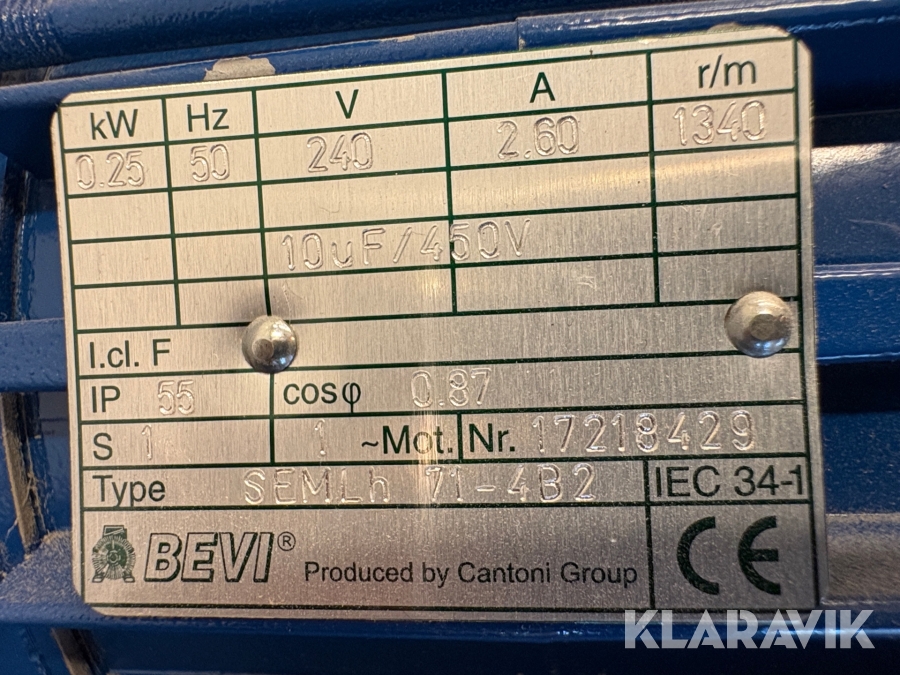 kW Hz V A r/m
0.25 50 240 2.60 1340
10uF/450V
I.cl. F
IP 55 cosφ 0.87
S 1 1 ~Mot. Nr. 17218429
Type SEMLh 71-4B2 IEC 34-1
BEVI® Produced by Cantoni Group CE
KLARAVIK